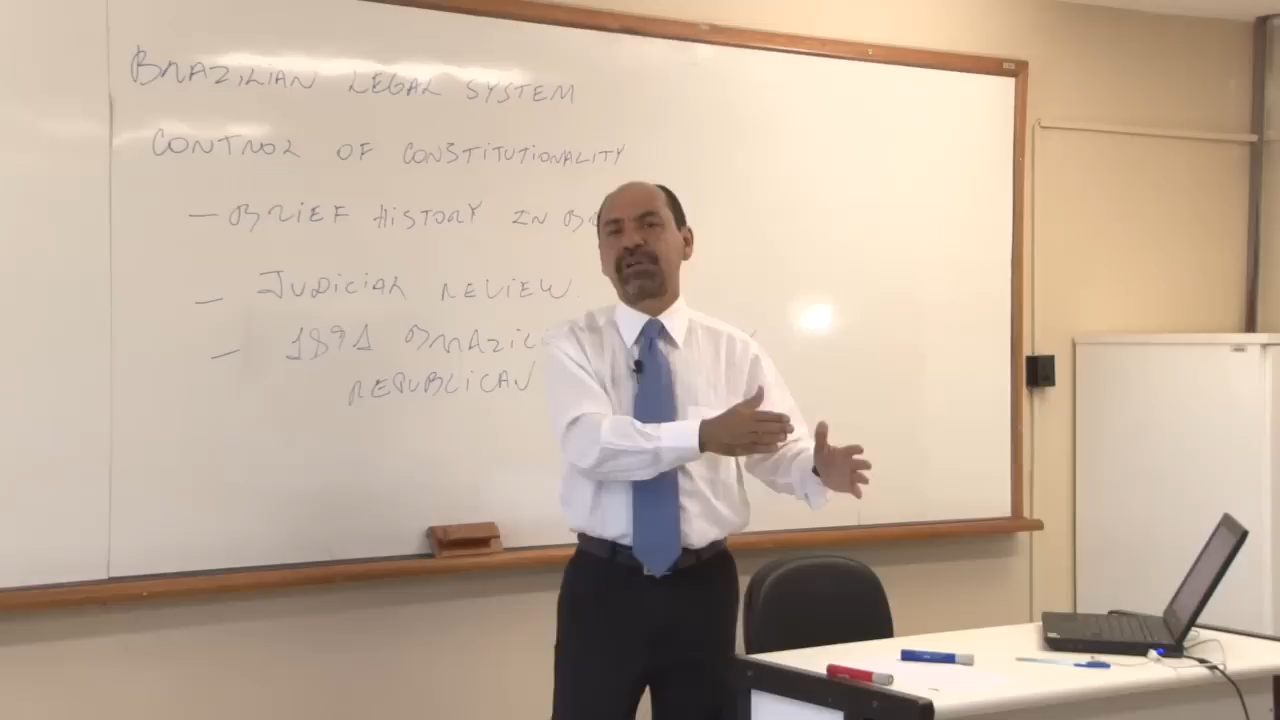 BRAZILIAN LEGAL SYSTEM
CONTROL OF CONSTITUTIONALITY
- BRIEF HISTORY IN
- JUDICIAL REVIEW
- 1891
REPUBLICAN